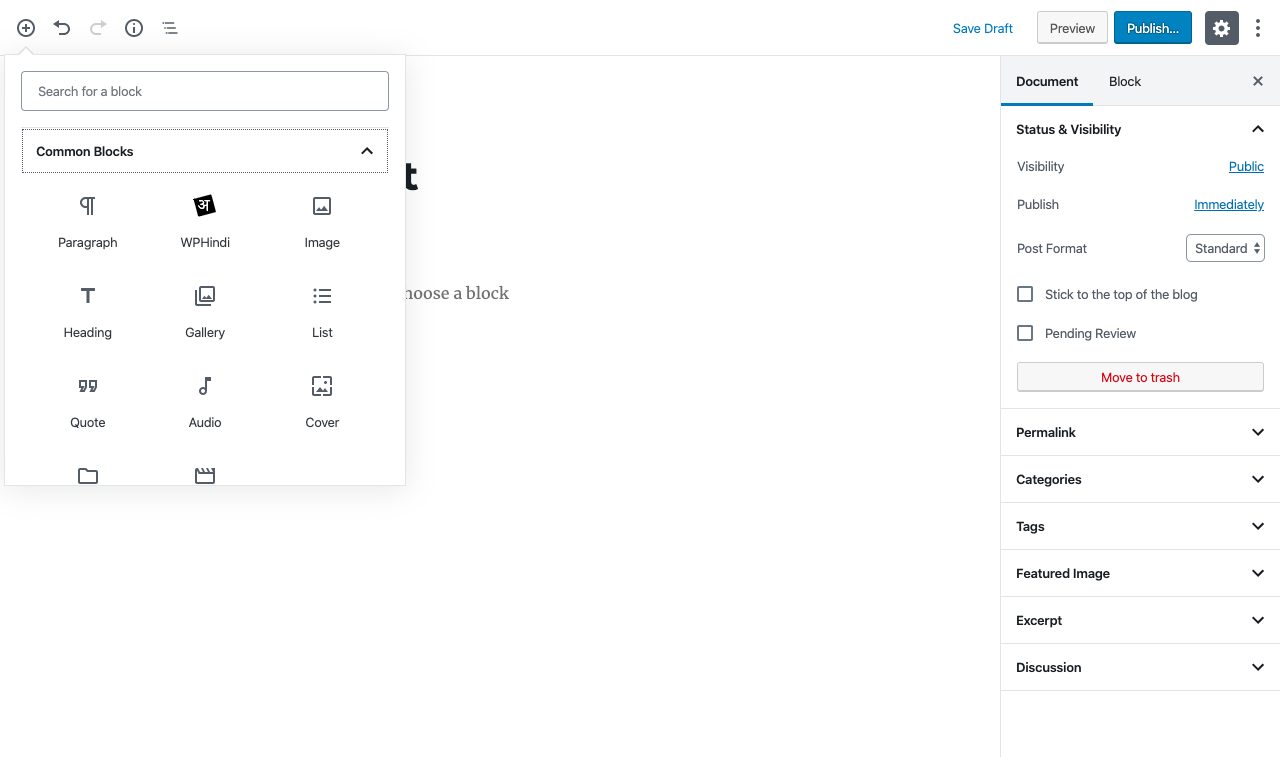 Save Draft
Preview
Publish...
Search for a block
Common Blocks
Paragraph
अ
WPHindi
Image
Heading
Gallery
List
Quote
Audio
Cover
t
hoose a block
Document
Block
Status & Visibility
Visibility
Public
Publish
Immediately
Post Format
Standard
Stick to the top of the blog
Pending Review
Move to trash
Permalink
Categories
Tags
Featured Image
Excerpt
Discussion